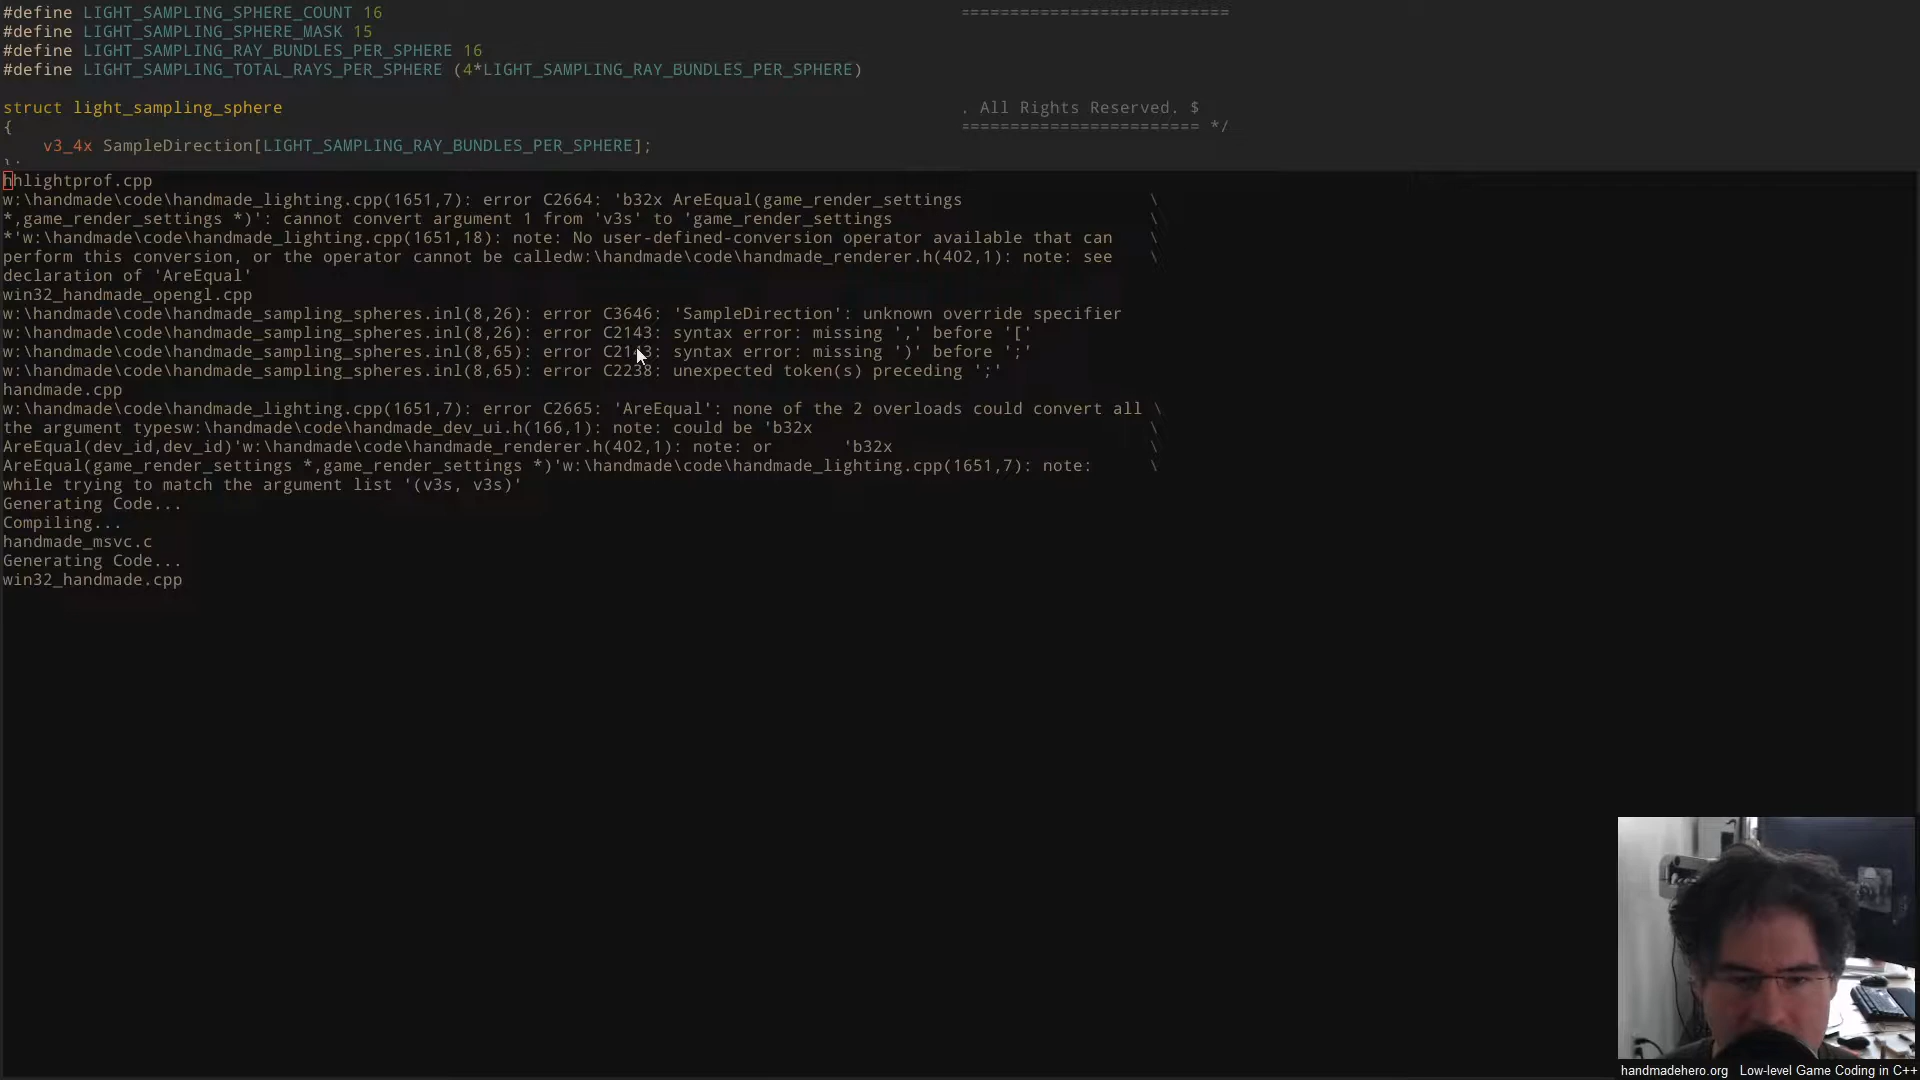 #define LIGHT_SAMPLING_SPHERE_COUNT 16
==========================
#define LIGHT_SAMPLING_SPHERE_MASK 15
#define LIGHT_SAMPLING_RAY_BUNDLES_PER_SPHERE 16
#define LIGHT_SAMPLING_TOTAL_RAYS_PER_SPHERE (4*LIGHT_SAMPLING_RAY_BUNDLES_PER_SPHERE)
struct light_sampling_sphere
. All Rights Reserved. $
{
======================== */
v3_4x SampleDirection[LIGHT_SAMPLING_RAY_BUNDLES_PER_SPHERE];
hhlightprof.cpp
w:\handmade\code\handmade_lighting.cpp(1651,7): error C2664: 'b32x AreEqual(game_render_settings \
*,game_render_settings *)': cannot convert argument 1 from 'v3s' to 'game_render_settings \
*'w:\handmade\code\handmade_lighting.cpp(1651,18): note: No user-defined-conversion operator available that can \
perform this conversion, or the operator cannot be calledw:\handmade\code\handmade_renderer.h(402,1): note: see \
declaration of 'AreEqual'
win32_handmade_opengl.cpp
w:\handmade\code\handmade_sampling_spheres.inl(8,26): error C3646: 'SampleDirection': unknown override specifier
w:\handmade\code\handmade_sampling_spheres.inl(8,26): error C2143: syntax error: missing ',' before '['
w:\handmade\code\handmade_sampling_spheres.inl(8,65): error C2143: syntax error: missing ')' before ';'
w:\handmade\code\handmade_sampling_spheres.inl(8,65): error C2238: unexpected token(s) preceding ';'
handmade.cpp
w:\handmade\code\handmade_lighting.cpp(1651,7): error C2665: 'AreEqual': none of the 2 overloads could convert all \
the argument typesw:\handmade\code\handmade_dev_ui.h(166,1): note: could be 'b32x \
AreEqual(dev_id,dev_id)'w:\handmade\code\handmade_renderer.h(402,1): note: or 'b32x \
AreEqual(game_render_settings *,game_render_settings *)'w:\handmade\code\handmade_lighting.cpp(1651,7): note: \
while trying to match the argument list '(v3s, v3s)'
Generating Code...
Compiling...
handmade_msvc.c
Generating Code...
win32_handmade.cpp
handmadehero.org Low-level Game Coding in C++